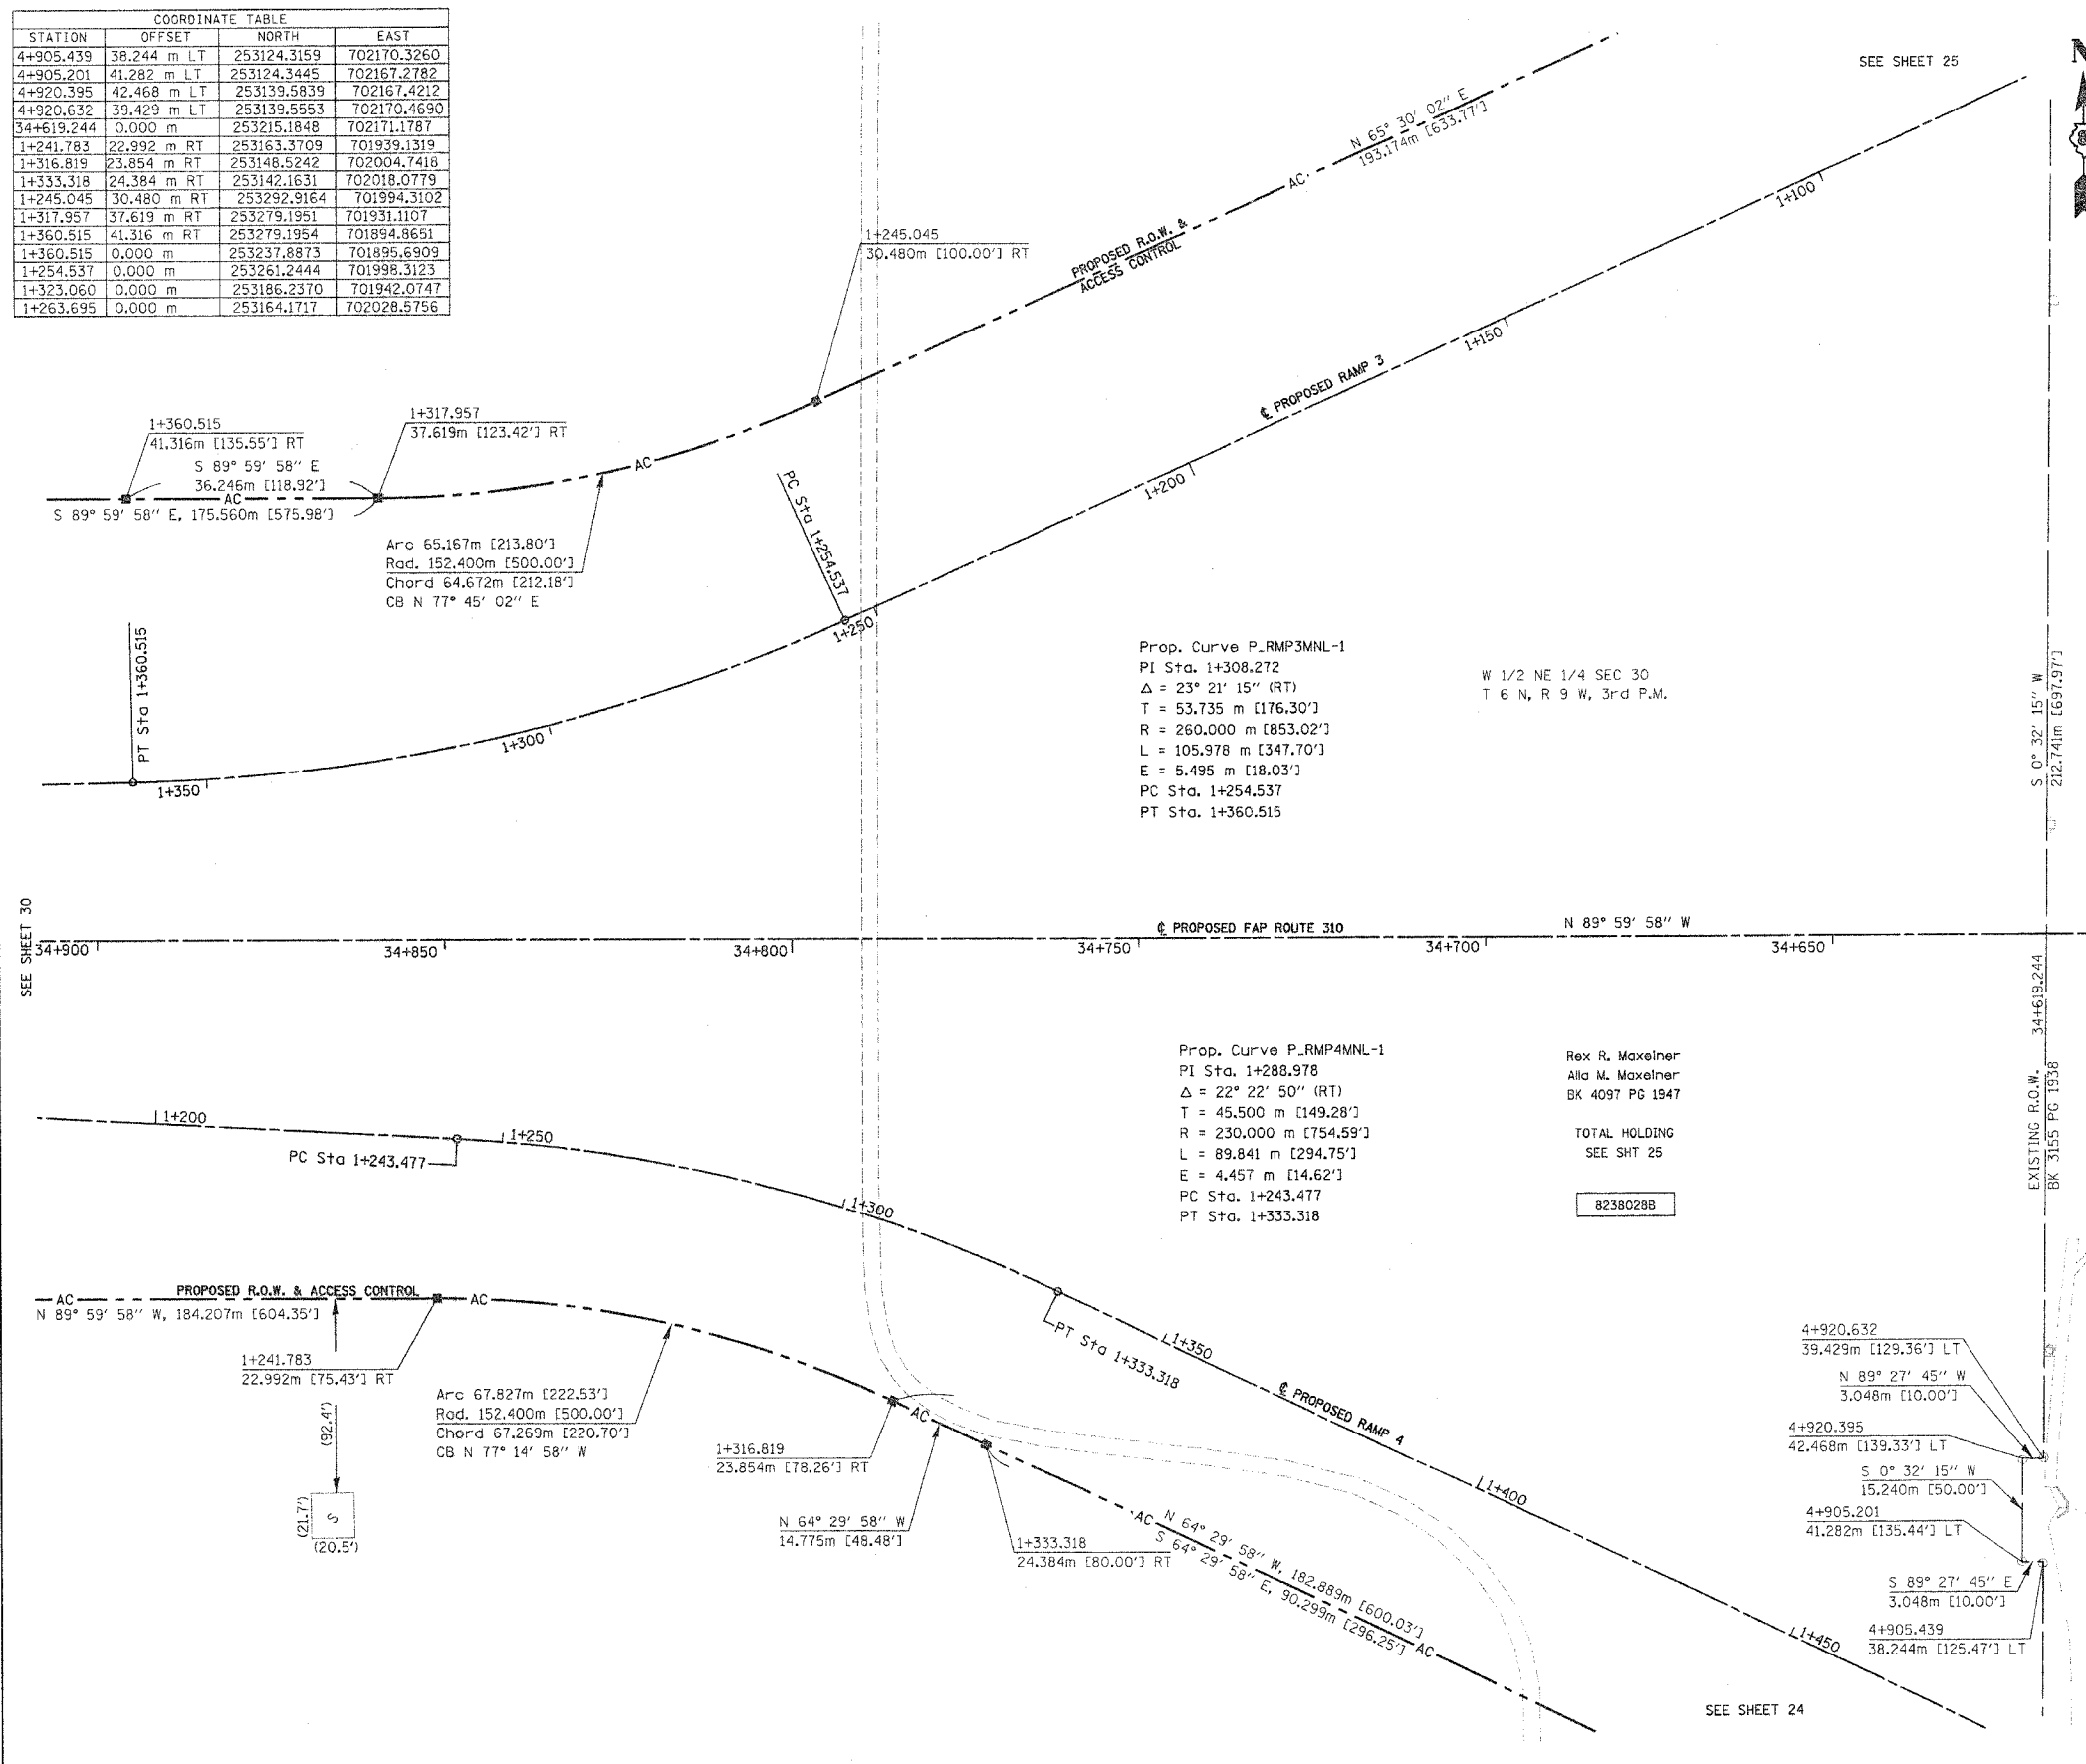 COORDINATE TABLE
STATION OFFSET NORTH EAST
4+905.439 38.244 m LT 253124.3159 702170.3260
4+905.201 41.282 m LT 253124.3445 702167.2782
4+920.395 42.468 m LT 253139.5839 702167.4212
4+920.632 39.429 m LT 253139.5553 702170.4690
34+619.244 0.000 m 253215.1848 702171.1787
1+241.783 22.992 m RT 253163.3709 701939.1319
1+316.819 23.854 m RT 253148.5242 702004.7418
1+333.318 24.384 m RT 253142.1631 702018.0779
1+245.045 30.480 m RT 253292.9164 701994.3102
1+317.957 37.619 m RT 253279.1951 701931.1107
1+360.515 41.316 m RT 253279.1954 701894.8651
1+360.515 0.000 m 253237.8873 701895.6909
1+254.537 0.000 m 253261.2444 701998.3123
1+323.060 0.000 m 253186.2370 701942.0747
1+263.695 0.000 m 253164.1717 702028.5756
SEE SHEET 25
N
N 65° 30' 02" E
193.174m [633.77']
AC
1+100
PROPOSED R.O.W. &
ACCESS CONTROL
1+245.045
30.480m [100.00'] RT
1+150
℄ PROPOSED RAMP 3
1+360.515
41.316m [135.55'] RT
1+317.957
37.619m [123.42'] RT
S 89° 59' 58" E
36.246m [118.92']
AC
AC
S 89° 59' 58" E, 175.560m [575.98']
1+200
PC Sta 1+254.537
Arc 65.167m [213.80']
Rad. 152.400m [500.00']
Chord 64.672m [212.18']
CB N 77° 45' 02" E
1+250
PT Sta 1+360.515
1+300
1+350
Prop. Curve P_RMP3MNL-1
PI Sta. 1+308.272
Δ = 23° 21' 15" (RT)
T = 53.735 m [176.30']
R = 260.000 m [853.02']
L = 105.978 m [347.70']
E = 5.495 m [18.03']
PC Sta. 1+254.537
PT Sta. 1+360.515
W 1/2 NE 1/4 SEC 30
T 6 N, R 9 W, 3rd P.M.
S 0° 32' 15" W
212.741m [697.97']
SEE SHEET 30
℄ PROPOSED FAP ROUTE 310
N 89° 59' 58" W
34+900
34+850
34+800
34+750
34+700
34+650
34+619.244
EXISTING R.O.W.
BK 3155 PG 1938
Prop. Curve P_RMP4MNL-1
PI Sta. 1+288.978
Δ = 22° 22' 50" (RT)
T = 45.500 m [149.28']
R = 230.000 m [754.59']
L = 89.841 m [294.75']
E = 4.457 m [14.62']
PC Sta. 1+243.477
PT Sta. 1+333.318
Rex R. Maxeiner
Alla M. Maxeiner
BK 4097 PG 1947
TOTAL HOLDING
SEE SHT 25
8238028B
1+200
1+250
PC Sta 1+243.477
1+300
PROPOSED R.O.W. & ACCESS CONTROL
AC
AC
N 89° 59' 58" W, 184.207m [604.35']
1+241.783
22.992m [75.43'] RT
PT Sta 1+333.318
1+350
Arc 67.827m [222.53']
Rad. 152.400m [500.00']
Chord 67.269m [220.70']
CB N 77° 14' 58" W
(92.4')
℄ PROPOSED RAMP 4
AC
1+316.819
23.854m [78.26'] RT
(21.7')
S
(20.5')
N 64° 29' 58" W
14.775m [48.48']
1+333.318
24.384m [80.00'] RT
AC
N 64° 29' 58" W, 182.889m [600.03']
S 64° 29' 58" E, 90.299m [296.25']
AC
1+400
1+450
4+920.632
39.429m [129.36'] LT
N 89° 27' 45" W
3.048m [10.00']
4+920.395
42.468m [139.33'] LT
S 0° 32' 15" W
15.240m [50.00']
4+905.201
41.282m [135.44'] LT
S 89° 27' 45" E
3.048m [10.00']
4+905.439
38.244m [125.47'] LT
SEE SHEET 24